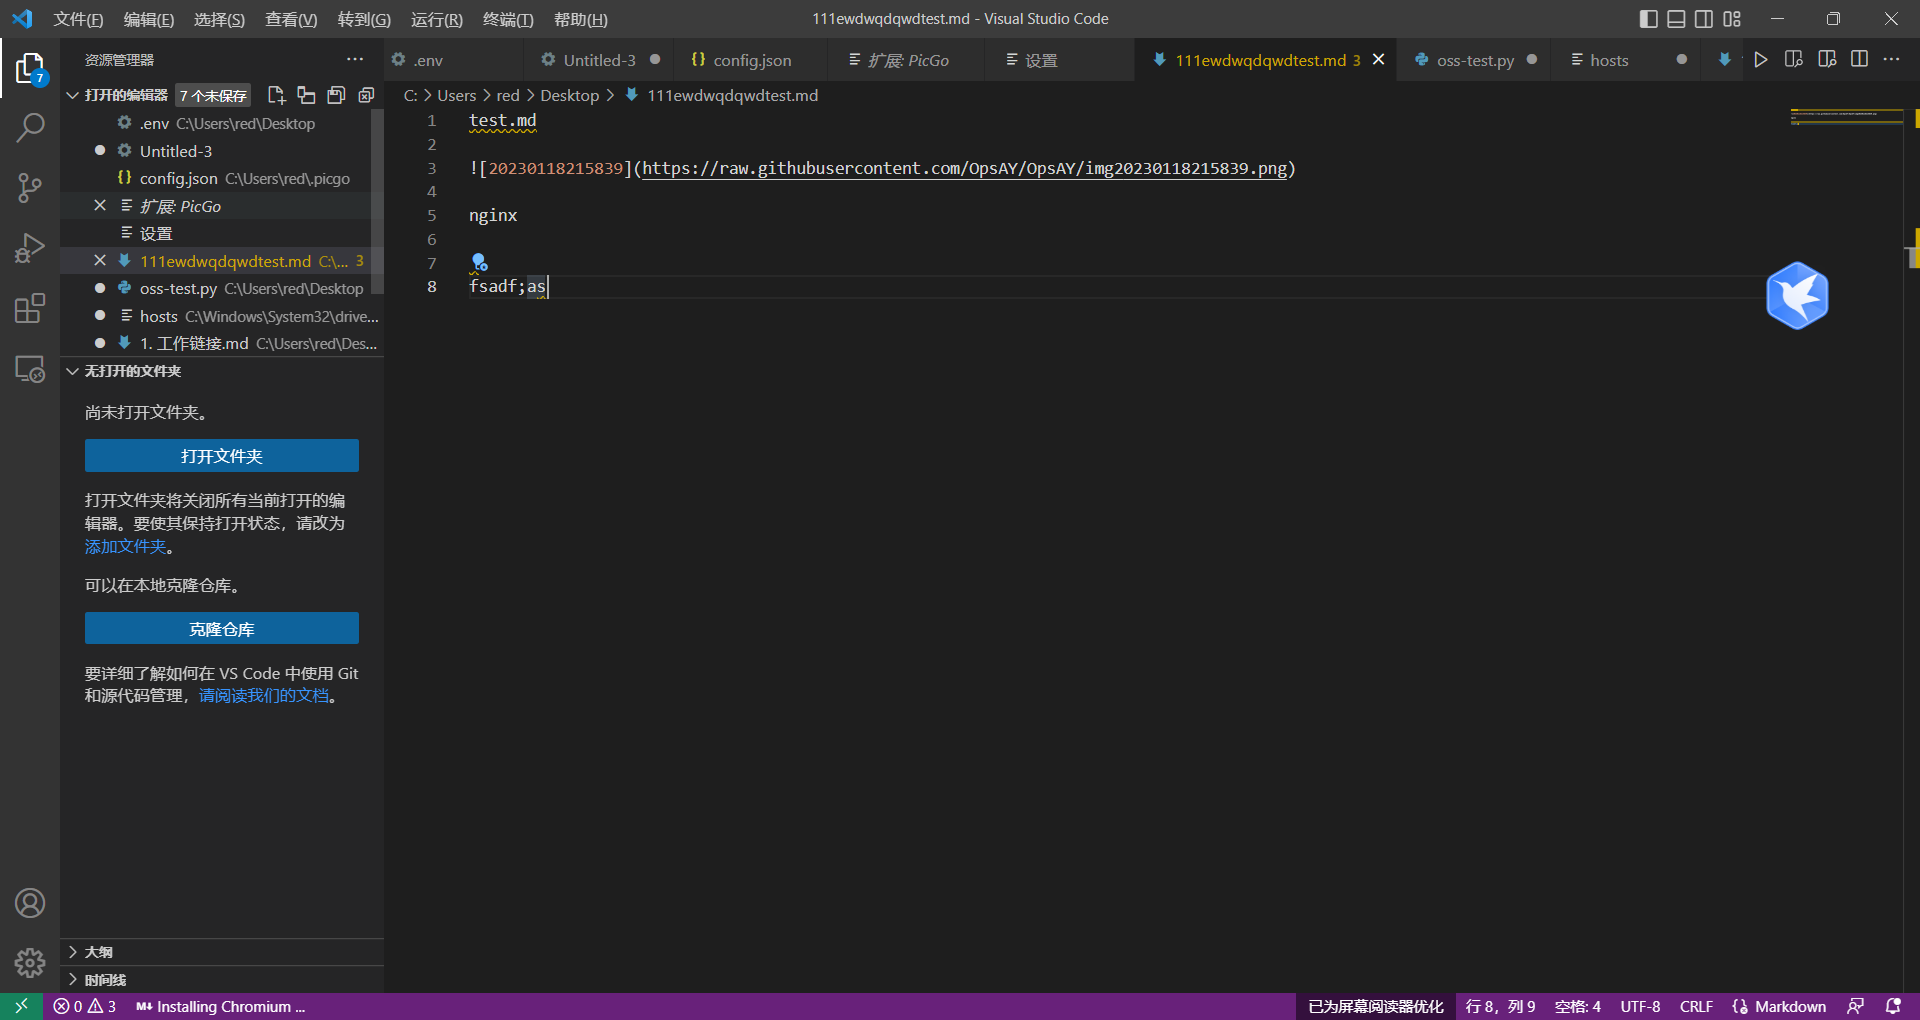 文件(F) 编辑(E) 选择(S) 查看(V) 转到(G) 运行(R) 终端(T) 帮助(H) 111ewdwqdqwdtest.md - Visual Studio Code
资源管理器
.env Untitled-3 config.json 扩展: PicGo 设置 111ewdwqdqwdtest.md 3 oss-test.py hosts
打开的编辑器 7 个未保存
C: Users red Desktop 111ewdwqdqwdtest.md
.env C:\Users\red\Desktop
Untitled-3
config.json C:\Users\red\.picgo
扩展: PicGo
设置
111ewdwqdqwdtest.md C:\... 3
oss-test.py C:\Users\red\Desktop
hosts C:\Windows\System32\drive...
1. 工作链接.md C:\Users\red\Des...
无打开的文件夹
尚未打开文件夹。
打开文件夹
打开文件夹将关闭所有当前打开的编
辑器。要使其保持打开状态，请改为
添加文件夹。
可以在本地克隆仓库。
克隆仓库
要详细了解如何在 VS Code 中使用 Git
和源代码管理，请阅读我们的文档。
大纲
时间线
7
1 test.md
2
3 ![20230118215839](https://raw.githubusercontent.com/OpsAY/OpsAY/img20230118215839.png)
4
5 nginx
6
7
8 fsadf;as
0 3 Installing Chromium ... 已为屏幕阅读器优化 行 8，列 9 空格: 4 UTF-8 CRLF Markdown